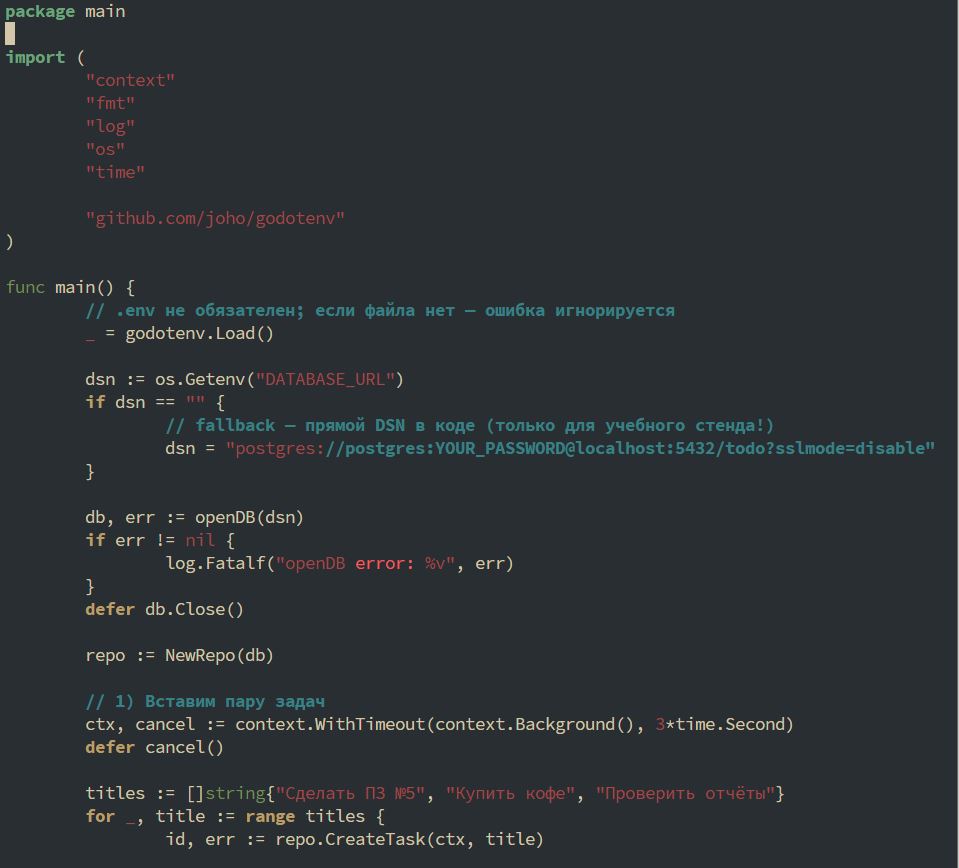 package main
import (
"context"
"fmt"
"log"
"os"
"time"
"github.com/joho/godotenv"
)
func main() {
// .env не обязателен; если файла нет — ошибка игнорируется
_ = godotenv.Load()
dsn := os.Getenv("DATABASE_URL")
if dsn == "" {
// fallback — прямой DSN в коде (только для учебного стенда!)
dsn = "postgres://postgres:YOUR_PASSWORD@localhost:5432/todo?sslmode=disable"
}
db, err := openDB(dsn)
if err != nil {
log.Fatalf("openDB error: %v", err)
}
defer db.Close()
repo := NewRepo(db)
// 1) Вставим пару задач
ctx, cancel := context.WithTimeout(context.Background(), 3*time.Second)
defer cancel()
titles := []string{"Сделать ПЗ №5", "Купить кофе", "Проверить отчёты"}
for _, title := range titles {
id, err := repo.CreateTask(ctx, title)